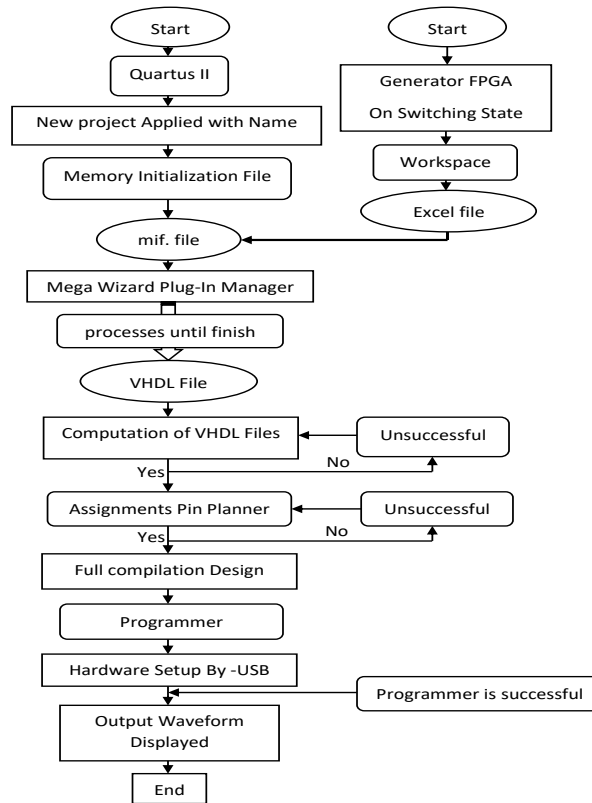 Start
Start
Quartus II
Generator FPGA
On Switching State
New project Applied with Name
Workspace
Memory Initialization File
Excel file
mif. file
Mega Wizard Plug-In Manager
processes until finish
VHDL File
Computation of VHDL Files
Unsuccessful
Yes
No
Assignments Pin Planner
Unsuccessful
Yes
No
Full compilation Design
Programmer
Hardware Setup By -USB
Programmer is successful
Output Waveform
Displayed
End